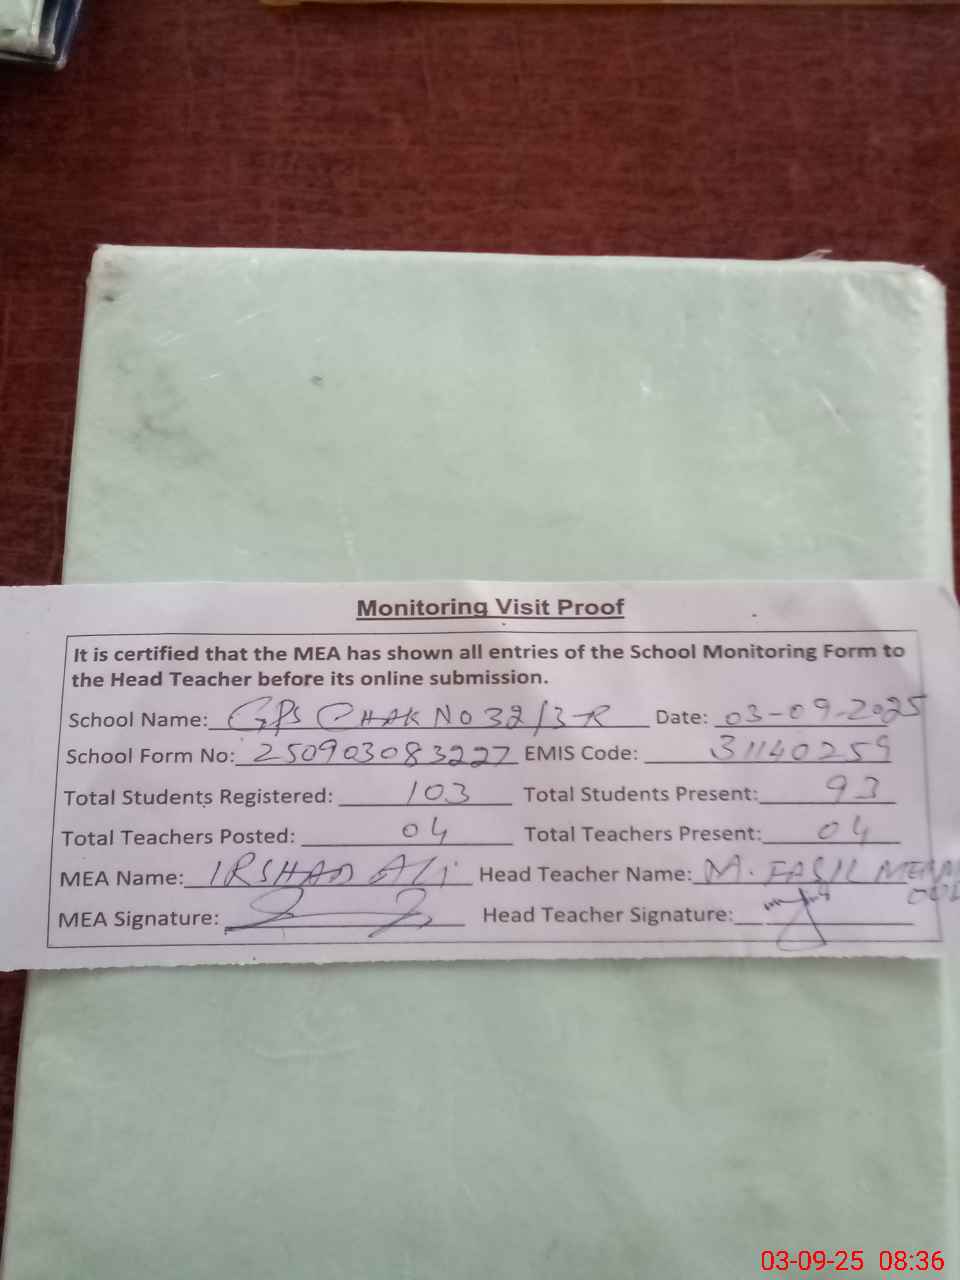 Monitoring Visit Proof
It is certified that the MEA has shown all entries of the School Monitoring Form to
the Head Teacher before its online submission.
School Name: GPS CHAK NO 32/3-R Date: 03-09-2025
School Form No: 250903083227 EMIS Code: 31140259
Total Students Registered: 103 Total Students Present: 93
Total Teachers Posted: 04 Total Teachers Present: 04
MEA Name: IRSHAD ALi Head Teacher Name: M.
MEA Signature: Head Teacher Signature:
03-09-25 08:36